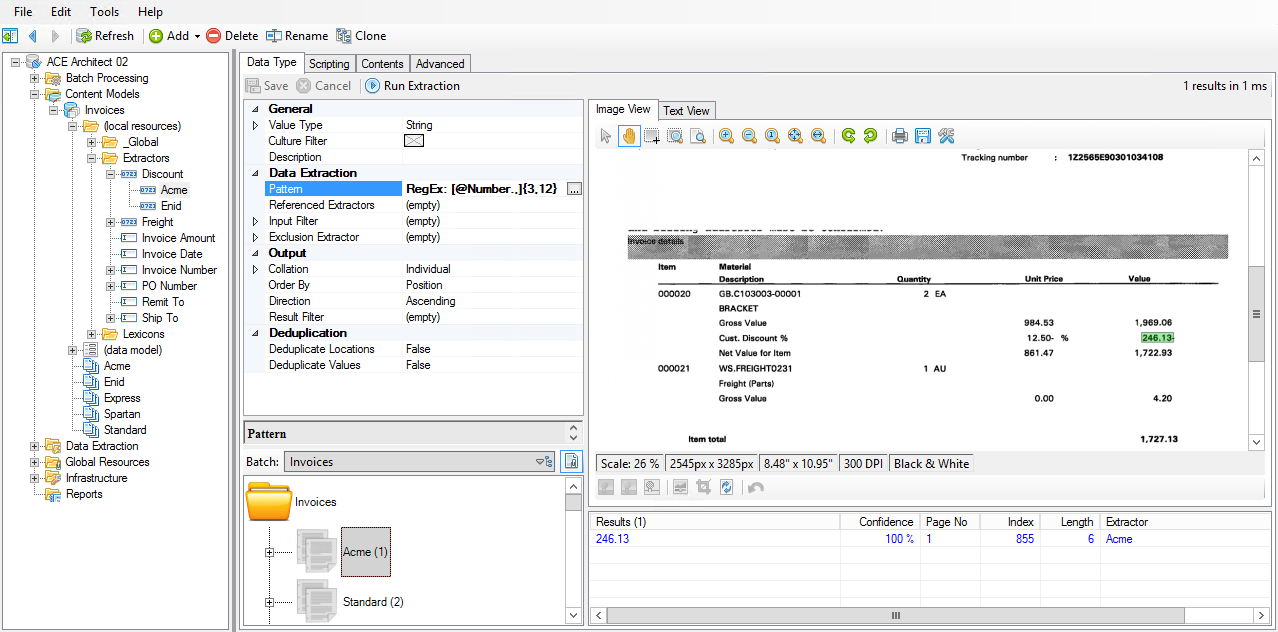 File Edit Tools Help
Refresh Add Delete Rename Clone
ACE Architect 02
Batch Processing
Content Models
Invoices
(local resources)
_Global
Extractors
Discount
Acme
Enid
Freight
Invoice Amount
Invoice Date
Invoice Number
PO Number
Remit To
Ship To
Lexicons
(data model)
Acme
Enid
Express
Spartan
Standard
Data Extraction
Global Resources
Infrastructure
Reports
Data Type Scripting Contents Advanced
Save Cancel Run Extraction 1 results in 1 ms
General
Value Type String
Culture Filter
Description
Data Extraction
Pattern RegEx: [@Number.,]{3,12} ...
Referenced Extractors (empty)
Input Filter (empty)
Exclusion Extractor (empty)
Output
Collation Individual
Order By Position
Direction Ascending
Result Filter (empty)
Deduplication
Deduplicate Locations False
Deduplicate Values False
Pattern
Batch: Invoices
Invoices
Acme (1)
Standard (2)
Image View Text View
Tracking number : 1Z2565E90301034108
Invoice details
Item Material
Description Quantity Unit Price Value
000020 GB.C103003-00001 2 EA
BRACKET
Gross Value 984.53 1,969.06
Cust. Discount % 12.50- % 246.13-
Net Value for Item 861.47 1,722.93
000021 WS.FREIGHT0231 1 AU
Freight (Parts)
Gross Value 0.00 4.20
Item total 1,727.13
Scale: 26 % 2545px x 3285px 8.48" x 10.95" 300 DPI Black & White
Results (1) Confidence Page No Index Length Extractor
246.13 100 % 1 855 6 Acme